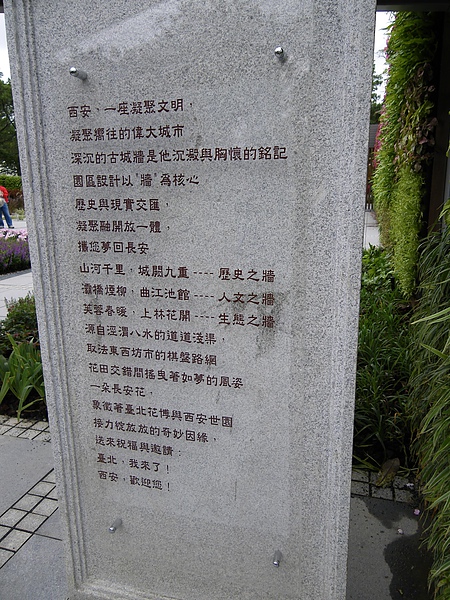 西安、一座凝聚文明,
凝聚嚮往的偉大城市
深沉的古城牆是他沉澱與胸懷的銘記
園區設計以'牆'為核心
歷史與現實交匯,
凝聚融開放一體,
攜您夢回長安
山河千里,城闕九重----歷史之牆
灞橋煙柳,曲江池館----人文之牆
芙蓉春暖,上林花開----生態之牆
源自涇渭八水的道道淺渠,
取法東西坊市的棋盤路網
花田交錯間搖曳著如夢的風姿
一朵長安花,
象徵著臺北花博與西安世園
接力綻放放的奇妙因緣,
送來祝福與邀請:
臺北,我來了!
西安,歡迎您!